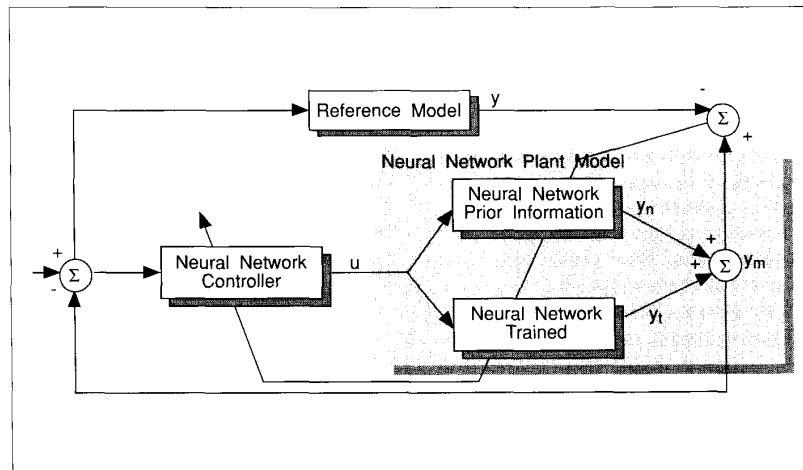 Reference Model
y
-
Σ
+
Neural Network Plant Model
Neural Network
Prior Information
yn
+
+
Σ
ym
+
Σ
-
Neural Network
Controller
u
Neural Network
Trained
yt